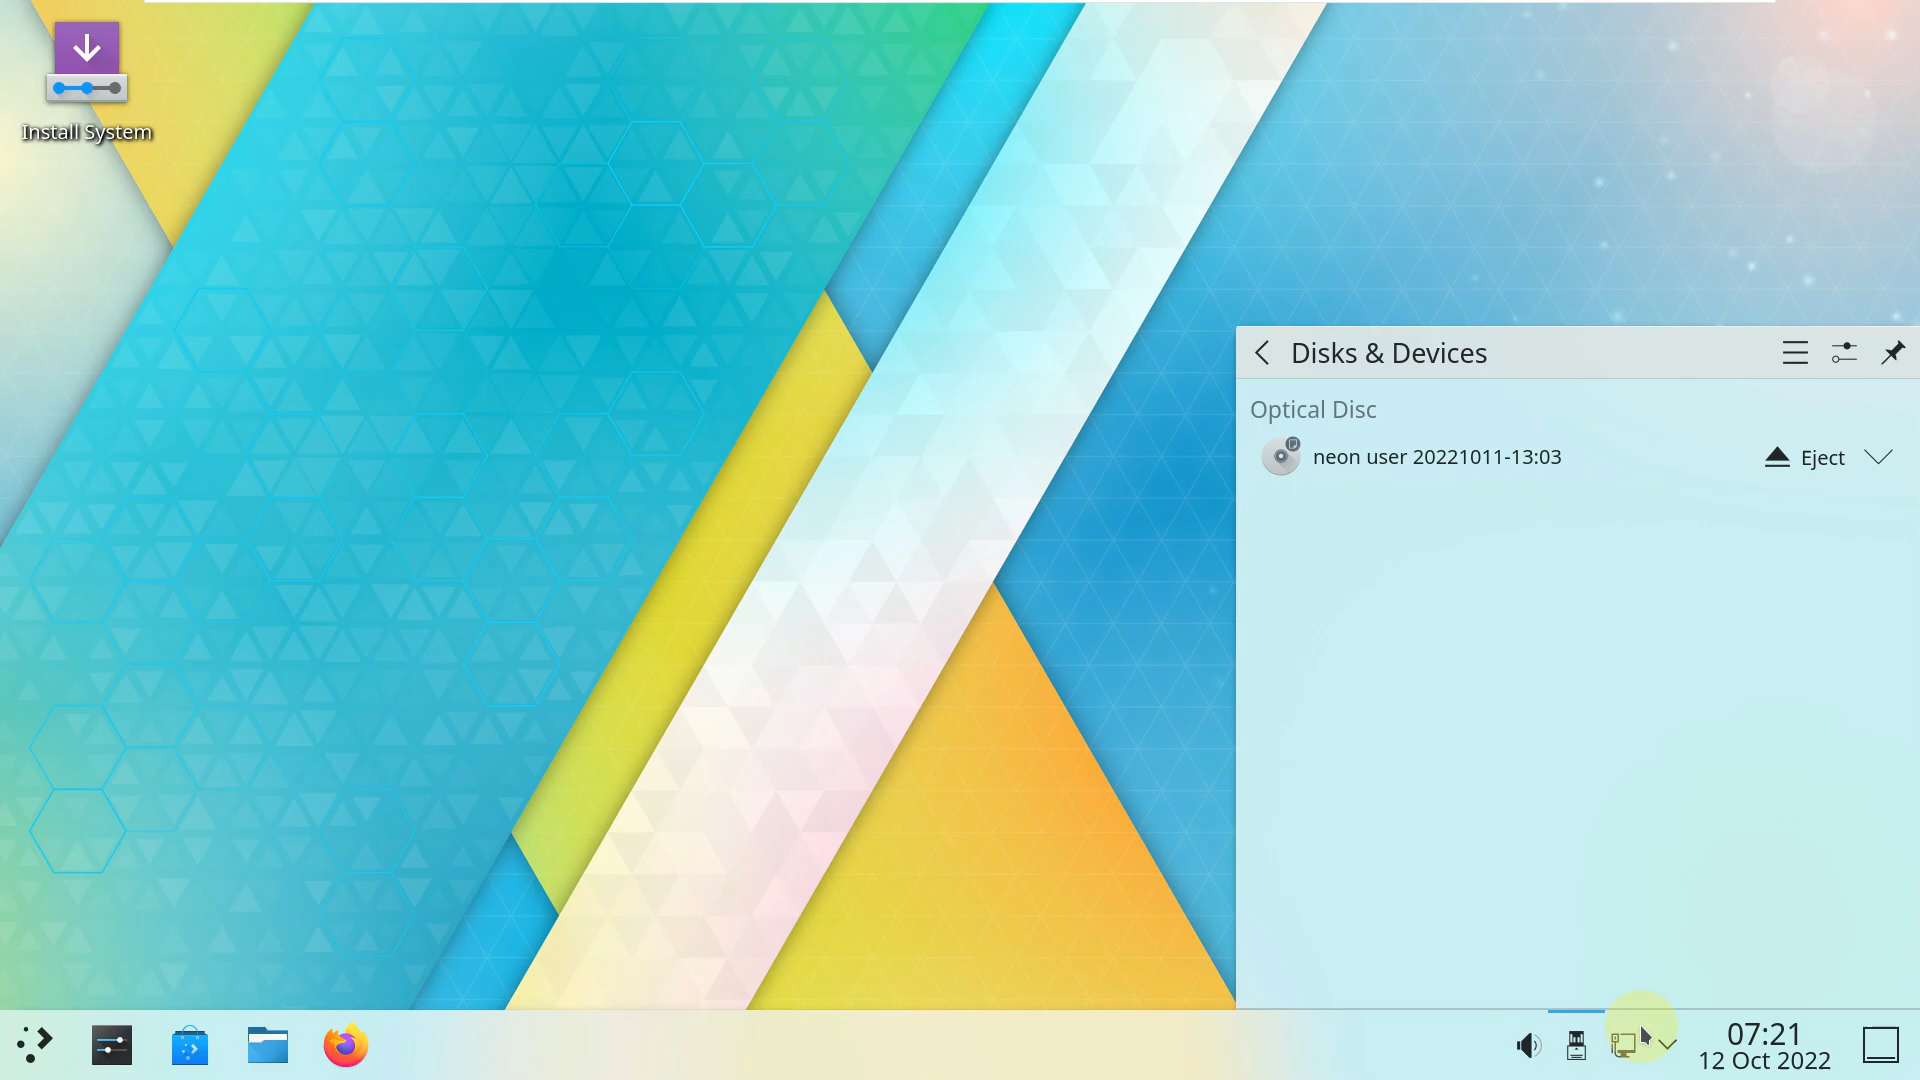 Install System
Disks & Devices
Optical Disc
neon user 20221011-13:03
Eject
07:21
12 Oct 2022